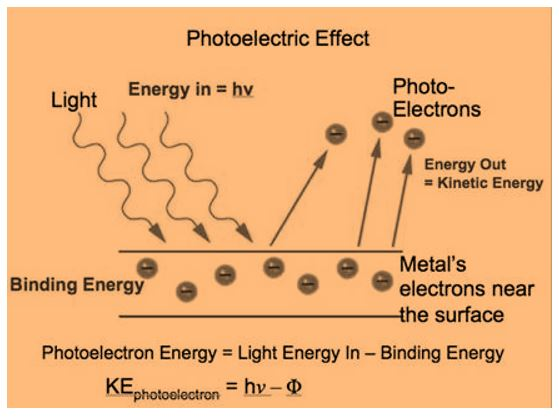 Photoelectric Effect
Light
Energy in = hν
Photo-
Electrons
Energy Out
= Kinetic Energy
Binding Energy
Metal's
electrons near
the surface
Photoelectron Energy = Light Energy In – Binding Energy
KEphotoelectron = hν – Φ